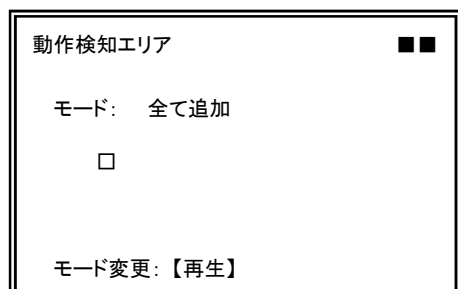 動作検知エリア ■■
モード： 全て追加
□
モード変更：【再生】